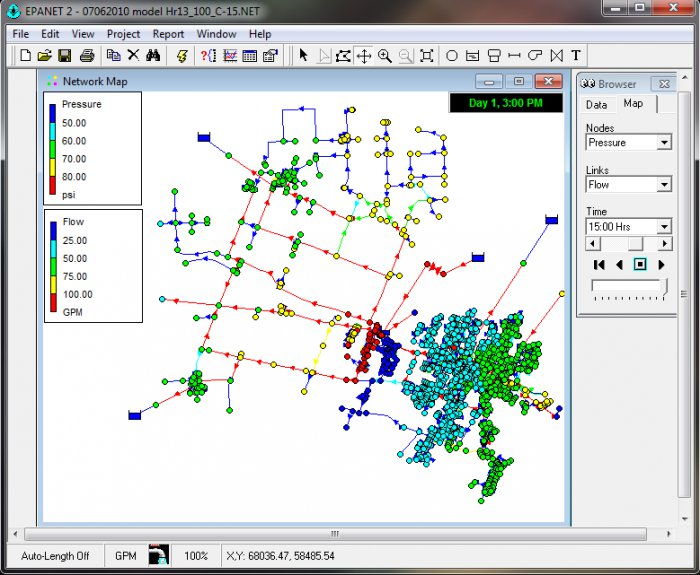 EPANET 2 - 07062010 model Hr13_100_C-15.NET
File Edit View Project Report Window Help
Network Map
Browser
Day 1, 3:00 PM
Data Map
Pressure
50.00
60.00
70.00
80.00
psi
Nodes
Pressure
Links
Flow
Time
15:00 Hrs
Flow
25.00
50.00
75.00
100.00
GPM
Auto-Length Off GPM 100% X,Y: 68036.47, 58485.54